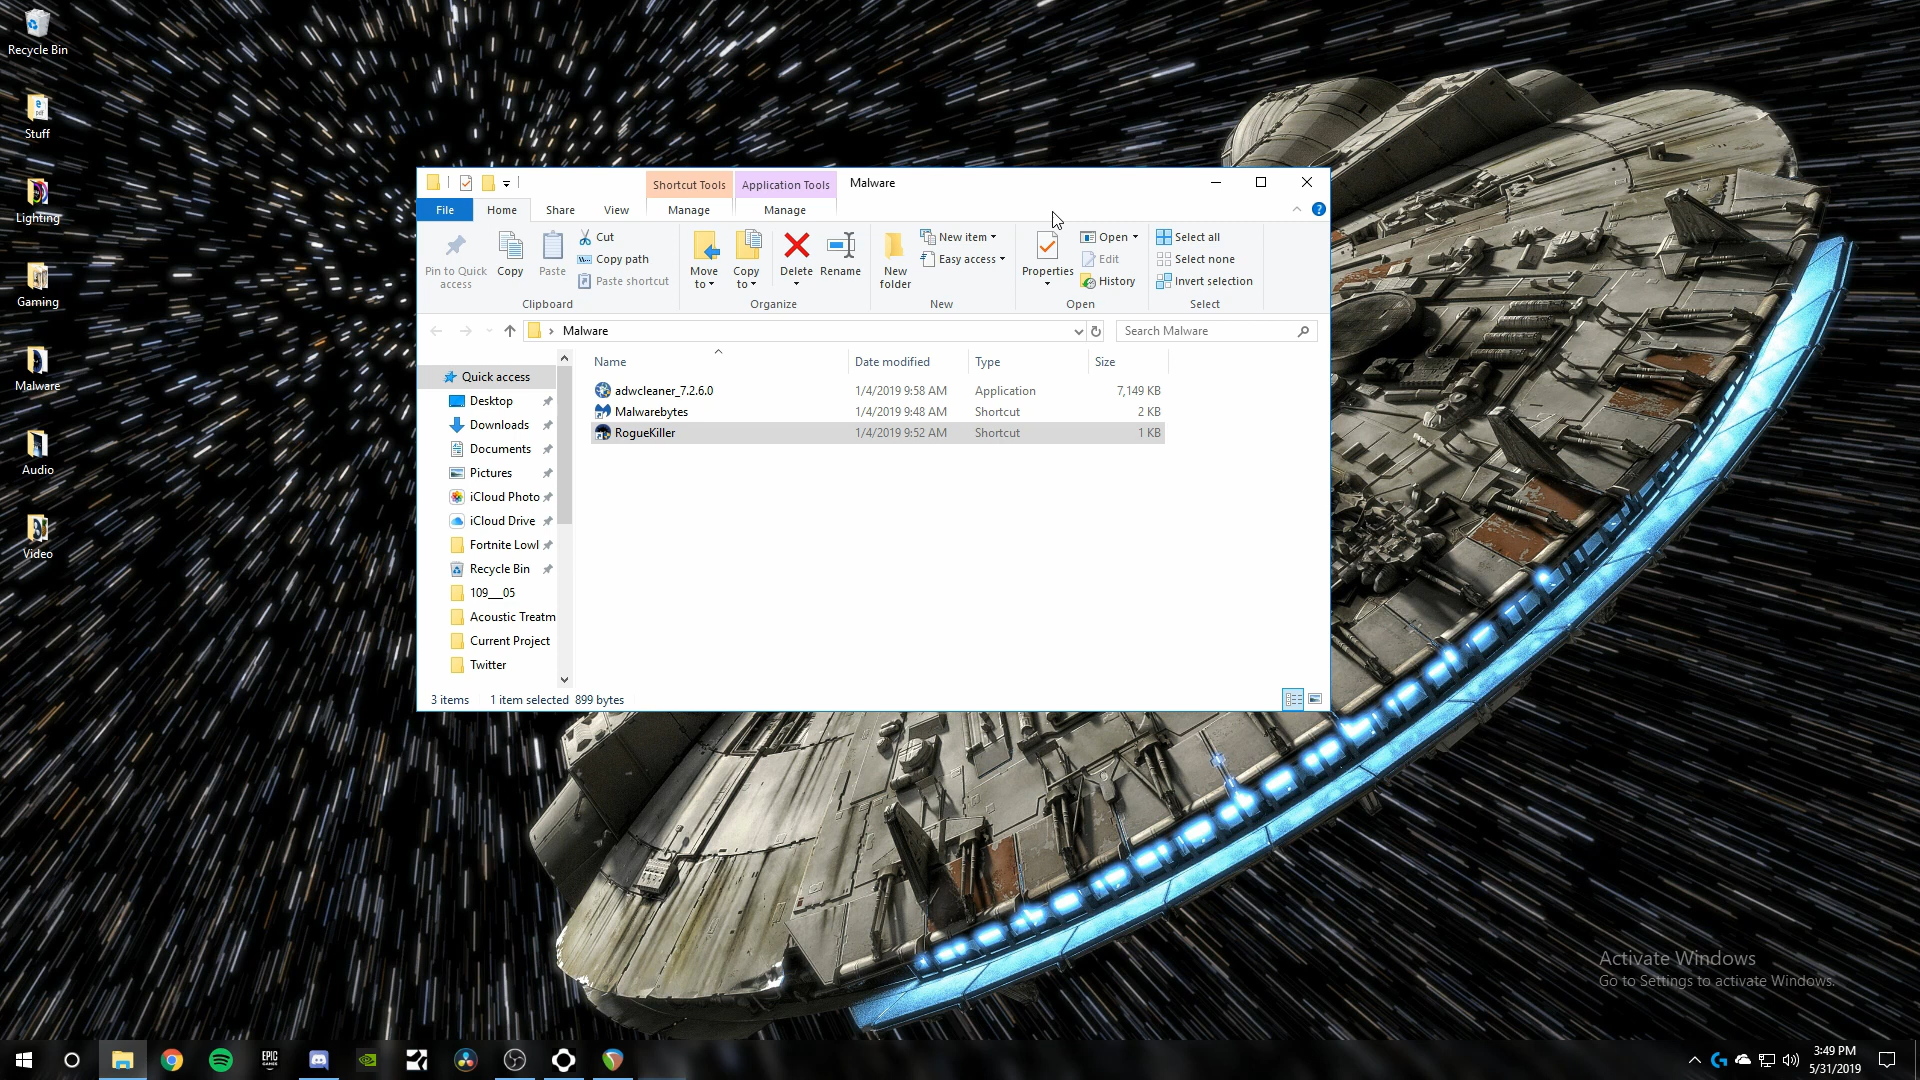 Recycle Bin
Stuff
Lighting
Gaming
Malware
Audio
Video
Shortcut Tools
Application Tools
Malware
File
Home
Share
View
Manage
Manage
Pin to Quick
access
Copy
Paste
Cut
Copy path
Paste shortcut
Clipboard
Move
to
Copy
to
Delete
Rename
Organize
New
folder
New item
Easy access
New
Properties
Open
Edit
History
Open
Select all
Select none
Invert selection
Select
Malware
Search Malware
Name Date modified Type Size
adwcleaner_7.2.6.0 1/4/2019 9:58 AM Application 7,149 KB
Malwarebytes 1/4/2019 9:48 AM Shortcut 2 KB
RogueKiller 1/4/2019 9:52 AM Shortcut 1 KB
Quick access
Desktop
Downloads
Documents
Pictures
iCloud Photo
iCloud Drive
Fortnite Lowl
Recycle Bin
109__05
Acoustic Treatm
Current Project
Twitter
3 items 1 item selected 899 bytes
Activate Windows
Go to Settings to activate Windows.
EPIC
GAMES
3:49 PM
5/31/2019